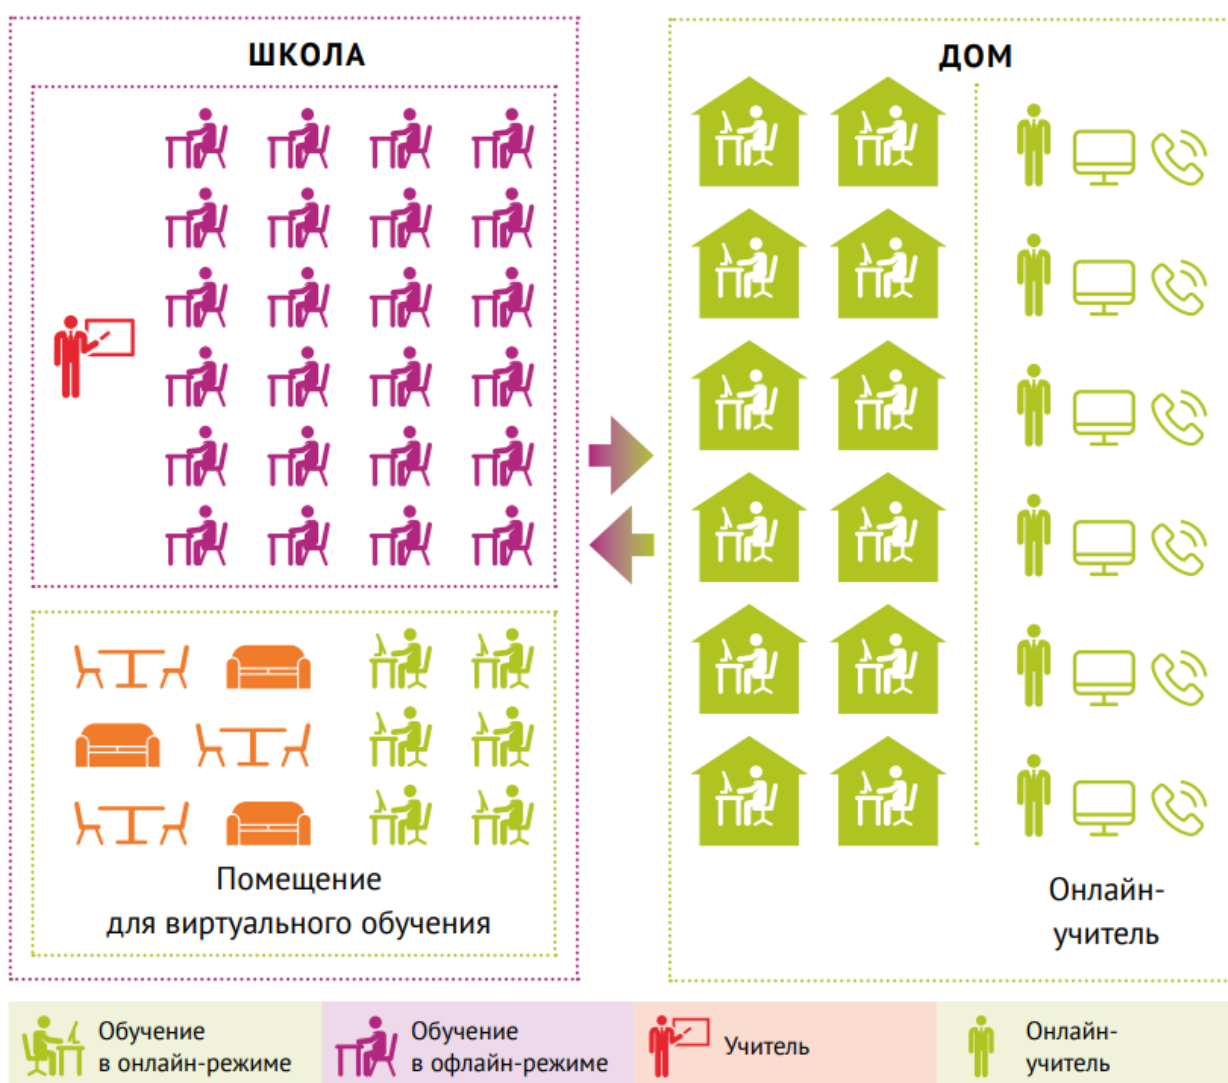 ШКОЛА
ДОМ
Помещение
для виртуального обучения
Онлайн-
учитель
Обучение
в онлайн-режиме
Обучение
в офлайн-режиме
Учитель
Онлайн-
учитель